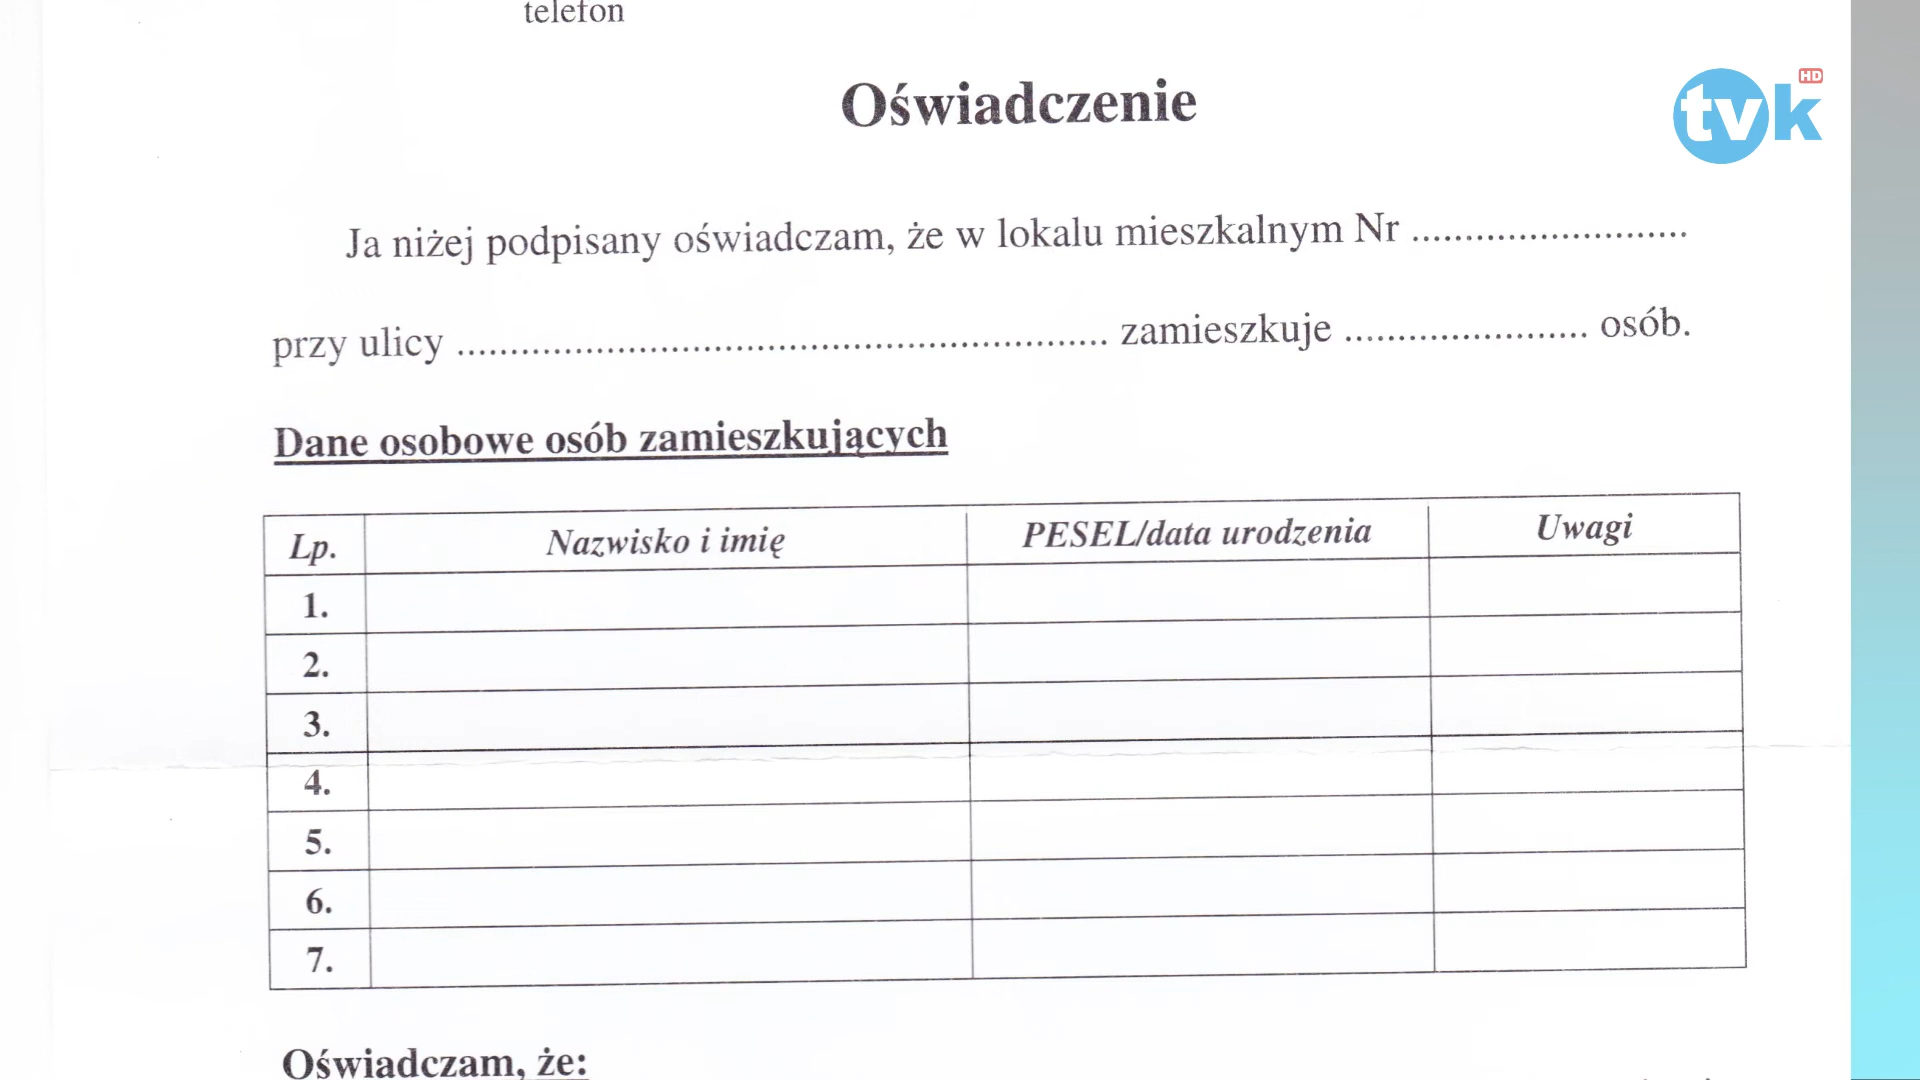 telefon
Oświadczenie
tvk HD
Ja niżej podpisany oświadczam, że w lokalu mieszkalnym Nr ..........................
przy ulicy .............................................................. zamieszkuje ....................... osób.
Dane osobowe osób zamieszkujących
Lp. Nazwisko i imię PESEL/data urodzenia Uwagi
1.
2.
3.
4.
5.
6.
7.
Oświadczam, że: